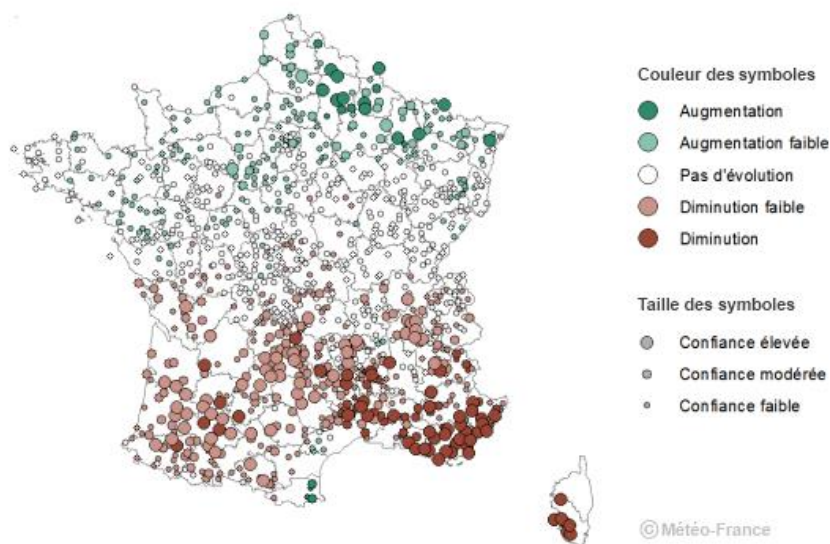 Couleur des symboles
Augmentation
Augmentation faible
Pas d'évolution
Diminution faible
Diminution
Taille des symboles
Confiance élevée
Confiance modérée
Confiance faible
©Météo-France